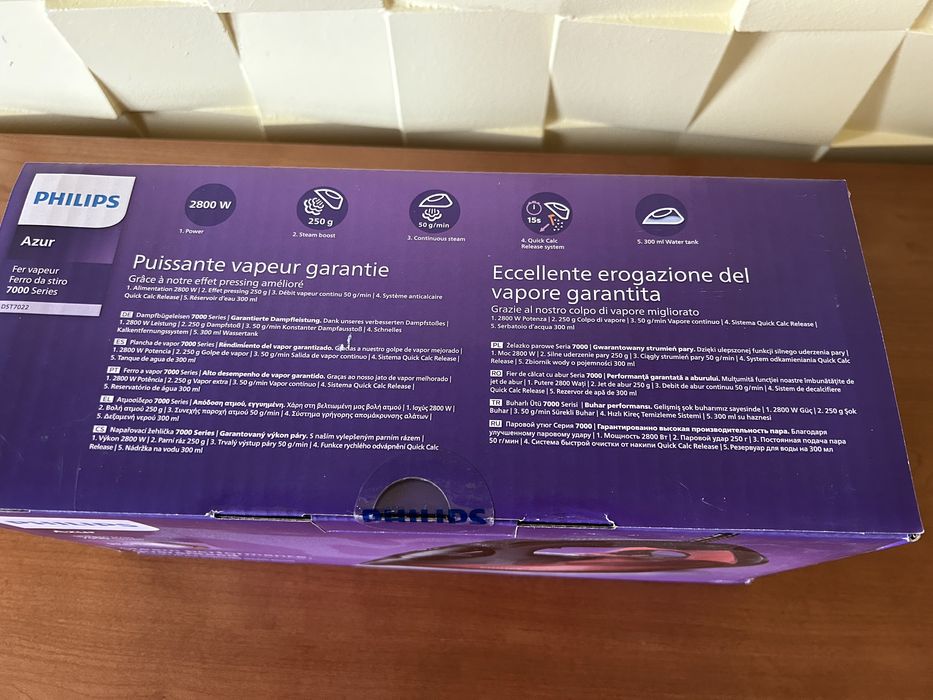 PHILIPS
Azur
Fer vapeur
Ferro da stiro
7000 Series
DST7022
2800 W
1. Power
250 g
2. Steam boost
50 g/min
3. Continuous steam
15s
4. Quick Calc
Release system
5. 300 ml Water tank
Puissante vapeur garantie
Grâce à notre effet pressing amélioré
1. Alimentation 2800 W | 2. Effet pressing 250 g | 3. Débit vapeur continu 50 g/min | 4. Système anticalcaire
Quick Calc Release | 5. Réservoir d'eau 300 ml
DE Dampfbügeleisen 7000 Series | Garantierte Dampfleistung. Dank unseres verbesserten Dampfstoßes |
1. 2800 W Leistung | 2. 250 g Dampfstoß | 3. 50 g/min Konstanter Dampfausstoß | 4. Schnelles
Kalkentfernungssystem | 5. 300 ml Wassertank
ES Plancha de vapor 7000 Series | Rendimiento del vapor garantizado. Gracias a nuestro golpe de vapor mejorado |
1. 2800 W Potencia | 2. 250 g Golpe de vapor | 3. 50 g/min Salida de vapor continuo | 4. Sistema Quick Calc Release |
5. Tanque de agua de 300 ml
PT Ferro a vapor 7000 Series | Alto desempenho de vapor garantido. Graças ao nosso jato de vapor melhorado |
1. 2800 W Potência | 2. 250 g Vapor extra | 3. 50 g/min Vapor contínuo | 4. Sistema Quick Calc Release |
5. Reservatório de água 300 ml
EL Ατμοσίδερο 7000 Series | Απόδοση ατμού, εγγυημένη. Χάρη στη βελτιωμένη μας βολή ατμού | 1. Ισχύς 2800 W |
2. Βολή ατμού 250 g | 3. Συνεχής παροχή ατμού 50 g/min | 4. Σύστημα γρήγορης απομάκρυνσης αλάτων |
5. Δεξαμενή νερού 300 ml
CS Napařovací žehlička 7000 Series | Garantovaný výkon páry. S naším vylepšeným parním rázem |
1. Výkon 2800 W | 2. Parní ráz 250 g | 3. Trvalý výstup páry 50 g/min | 4. Funkce rychlého odvápnění Quick Calc
Release | 5. Nádržka na vodu 300 ml
Eccellente erogazione del
vapore garantita
Grazie al nostro colpo di vapore migliorato
1. 2800 W Potenza | 2. 250 g Colpo di vapore | 3. 50 g/min Vapore continuo | 4. Sistema Quick Calc Release |
5. Serbatoio d'acqua 300 ml
PL Żelazko parowe Seria 7000 | Gwarantowany strumień pary. Dzięki ulepszonej funkcji silnego uderzenia pary |
1. Moc 2800 W | 2. Silne uderzenie pary 250 g | 3. Ciągły strumień pary 50 g/min | 4. System odkamieniania Quick Calc
Release | 5. Zbiornik wody o pojemności 300 ml
RO Fier de călcat cu abur Seria 7000 | Performanță garantată a aburului. Mulțumită funcției noastre îmbunătățite de
jet de abur | 1. Putere 2800 Wați | 2. Jet de abur 250 g | 3. Debit de abur continuu 50 g/min | 4. Sistem de decalcifiere
Quick Calc Release | 5. Rezervor de apă de 300 ml
TR Buharlı Ütü 7000 Serisi | Buhar performansı. Gelişmiş şok buharımız sayesinde | 1. 2800 W Güç | 2. 250 g Şok
Buhar | 3. 50 g/min Sürekli Buhar | 4. Hızlı Kireç Temizleme Sistemi | 5. 300 ml su haznesi
RU Паровой утюг Серия 7000 | Гарантированно высокая производительность пара. Благодаря
улучшенному паровому удару | 1. Мощность 2800 Вт | 2. Паровой удар 250 г | 3. Постоянная подача пара
50 г/мин | 4. Система быстрой очистки от накипи Quick Calc Release | 5. Резервуар для воды на 300 мл
PHILIPS